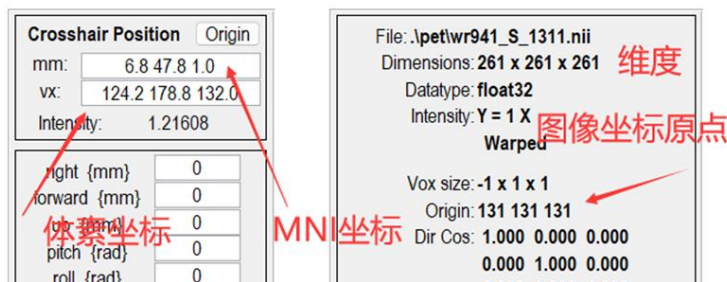 Crosshair Position Origin
mm: 6.8 47.8 1.0
vx: 124.2 178.8 132.0
Intensity: 1.21608
right {mm} 0
forward {mm} 0
up {mm} 0
pitch {rad} 0
roll {rad} 0
体素坐标
MNI坐标
File: .\pet\wr941_S_1311.nii
Dimensions: 261 x 261 x 261
维度
Datatype: float32
Intensity: Y = 1 X
Warped
图像坐标原点
Vox size: -1 x 1 x 1
Origin: 131 131 131
Dir Cos: 1.000 0.000 0.000
0.000 1.000 0.000